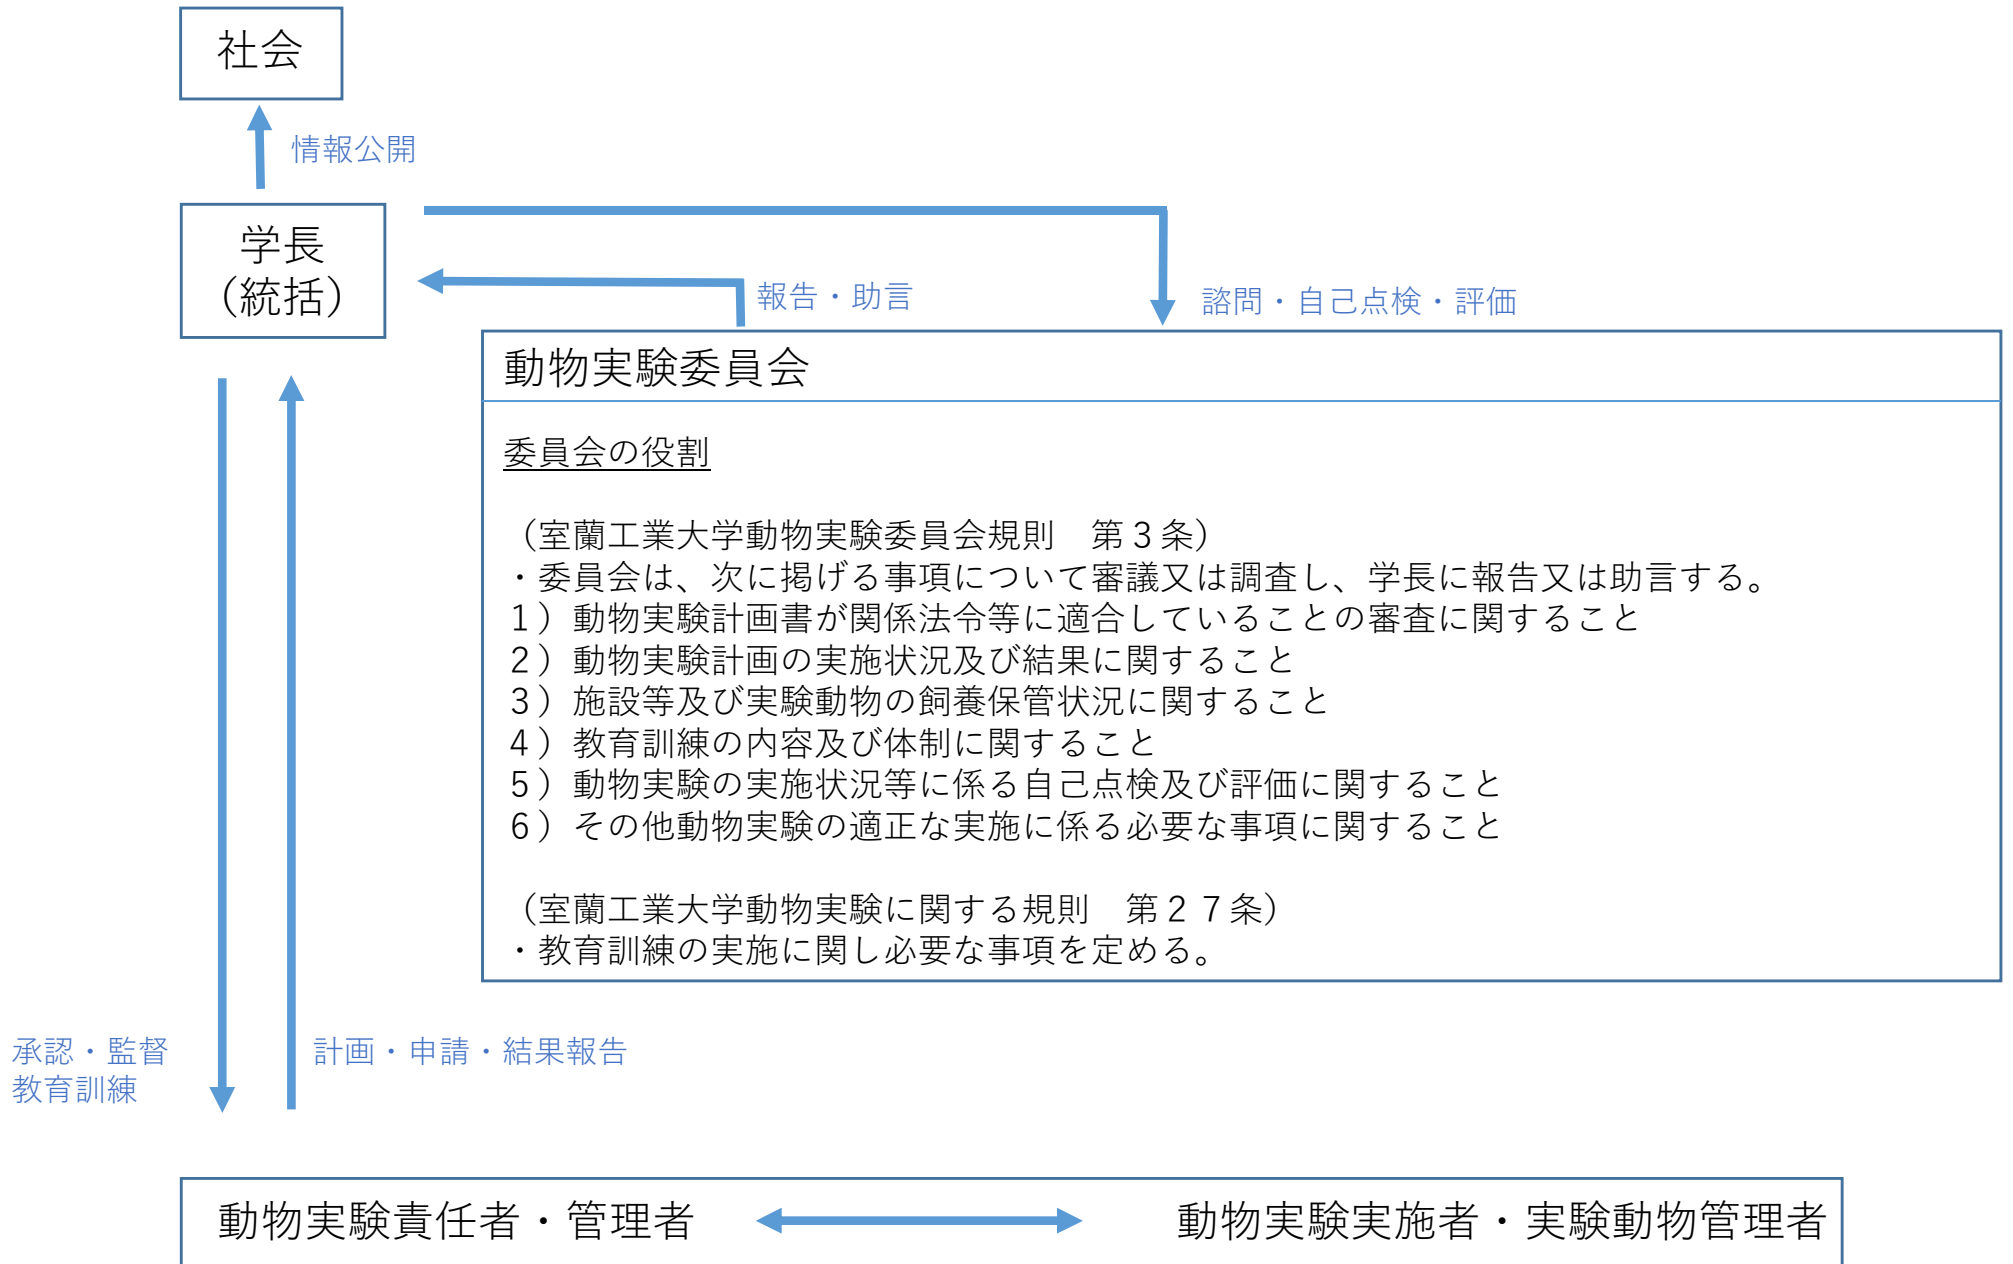 社会
情報公開
学長
（統括）
報告・助言
諮問・自己点検・評価
動物実験委員会
委員会の役割
（室蘭工業大学動物実験委員会規則　第３条）
・委員会は、次に掲げる事項について審議又は調査し、学長に報告又は助言する。
１）動物実験計画書が関係法令等に適合していることの審査に関すること
２）動物実験計画の実施状況及び結果に関すること
３）施設等及び実験動物の飼養保管状況に関すること
４）教育訓練の内容及び体制に関すること
５）動物実験の実施状況等に係る自己点検及び評価に関すること
６）その他動物実験の適正な実施に係る必要な事項に関すること
（室蘭工業大学動物実験に関する規則　第２７条）
・教育訓練の実施に関し必要な事項を定める。
承認・監督
教育訓練
計画・申請・結果報告
動物実験責任者・管理者
動物実験実施者・実験動物管理者